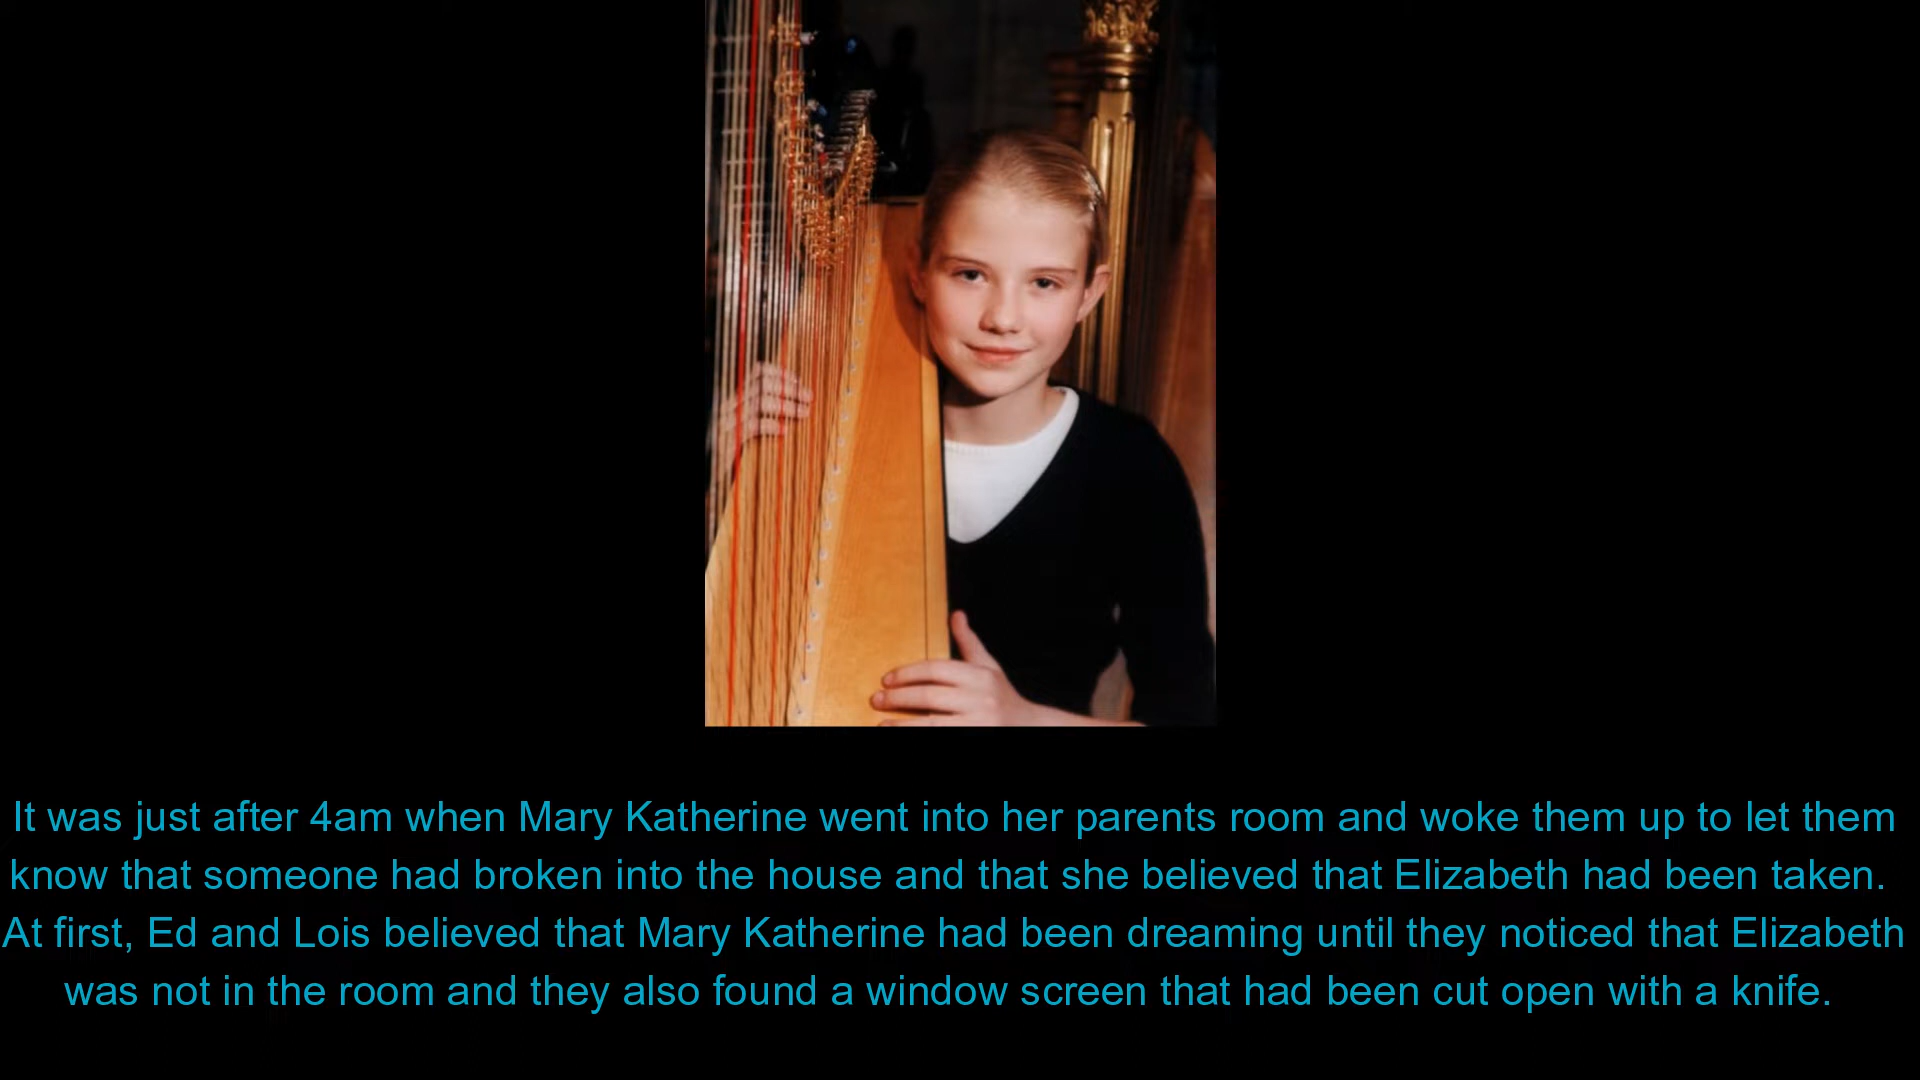 It was just after 4am when Mary Katherine went into her parents room and woke them up to let them
know that someone had broken into the house and that she believed that Elizabeth had been taken.
At first, Ed and Lois believed that Mary Katherine had been dreaming until they noticed that Elizabeth
was not in the room and they also found a window screen that had been cut open with a knife.